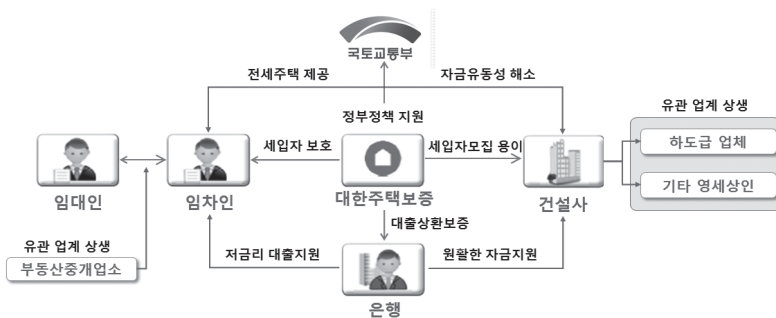 국토교통부
전세주택 제공
자금유동성 해소
정부정책 지원
유관 업계 상생
하도급 업체
기타 영세상인
세입자 보호
세입자모집 용이
임대인
임차인
대한주택보증
건설사
대출상환보증
유관 업계 상생
부동산중개업소
저금리 대출지원
원활한 자금지원
은행